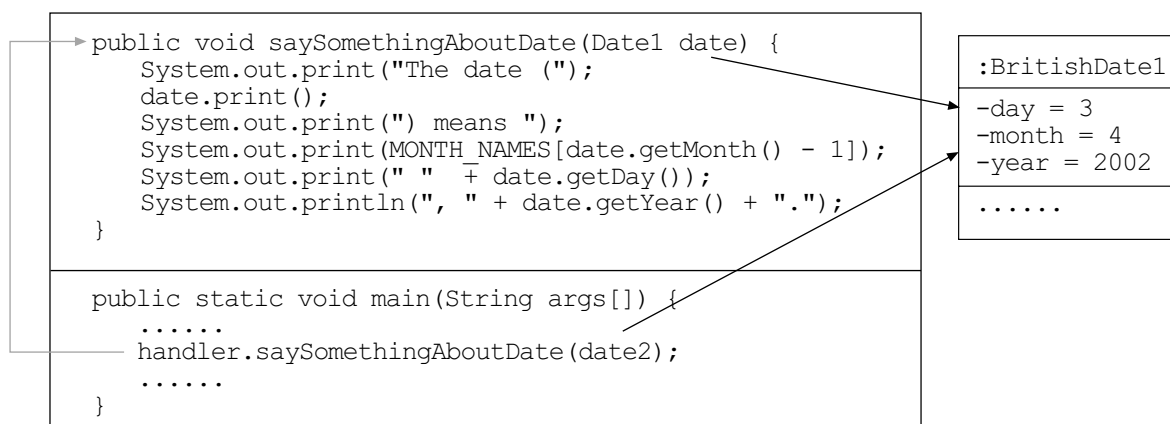 public void saySomethingAboutDate(Date1 date) {
System.out.print("The date (");
date.print();
System.out.print(") means ");
System.out.print(MONTH_NAMES[date.getMonth() - 1]);
System.out.print(" " + date.getDay());
System.out.println(", " + date.getYear() + ".");
}
public static void main(String args[]) {
......
handler.saySomethingAboutDate(date2);
......
}
:BritishDate1
-day = 3
-month = 4
-year = 2002
......